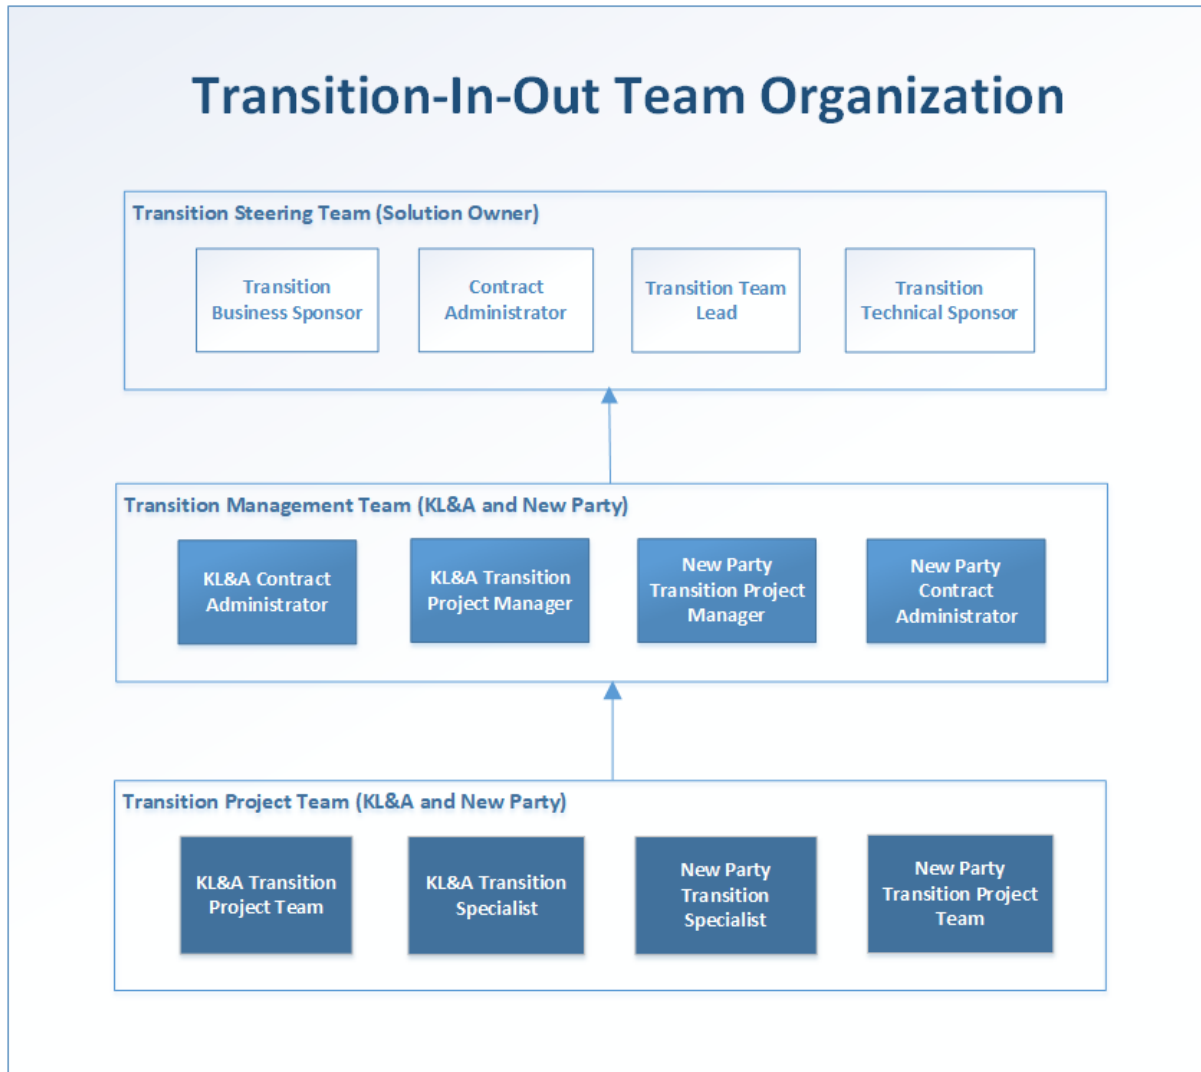 Transition-In-Out Team Organization
Transition Steering Team (Solution Owner)
Transition
Business Sponsor
Contract
Administrator
Transition Team
Lead
Transition
Technical Sponsor
Transition Management Team (KL&A and New Party)
KL&A Contract
Administrator
KL&A Transition
Project Manager
New Party
Transition Project
Manager
New Party
Contract
Administrator
Transition Project Team (KL&A and New Party)
KL&A Transition
Project Team
KL&A Transition
Specialist
New Party
Transition
Specialist
New Party
Transition Project
Team